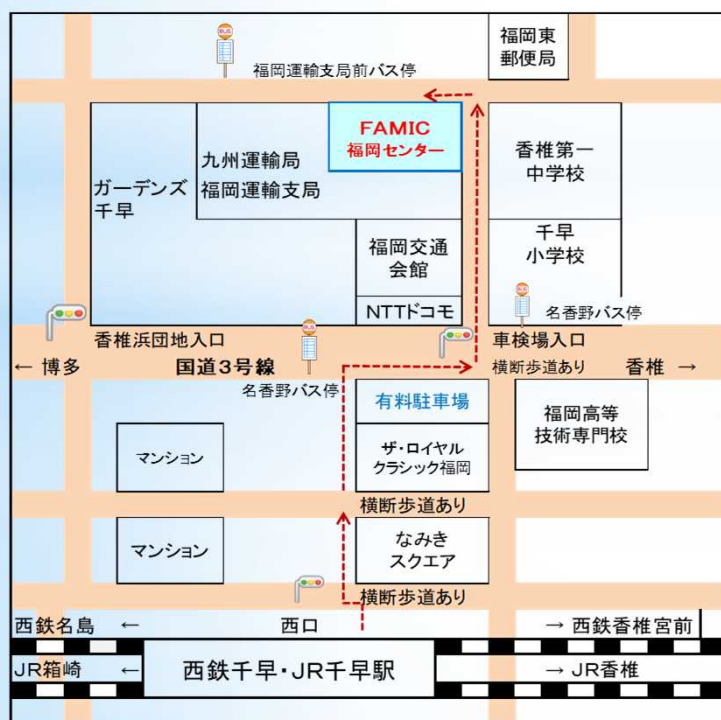 福岡東
郵便局
BUS
福岡運輸支局前バス停
FAMIC
福岡センター
九州運輸局
福岡運輸支局
ガーデンズ
千早
香椎第一
中学校
福岡交通
会館
千早
小学校
NTTドコモ
BUS
名香野バス停
香椎浜団地入口
BUS
車検場入口
← 博多
国道3号線
横断歩道あり
香椎 →
名香野バス停
有料駐車場
福岡高等
技術専門校
マンション
ザ・ロイヤル
クラシック福岡
横断歩道あり
マンション
なみき
スクエア
横断歩道あり
西鉄名島 ←
西口
→ 西鉄香椎宮前
JR箱崎 ←
西鉄千早・JR千早駅
→ JR香椎